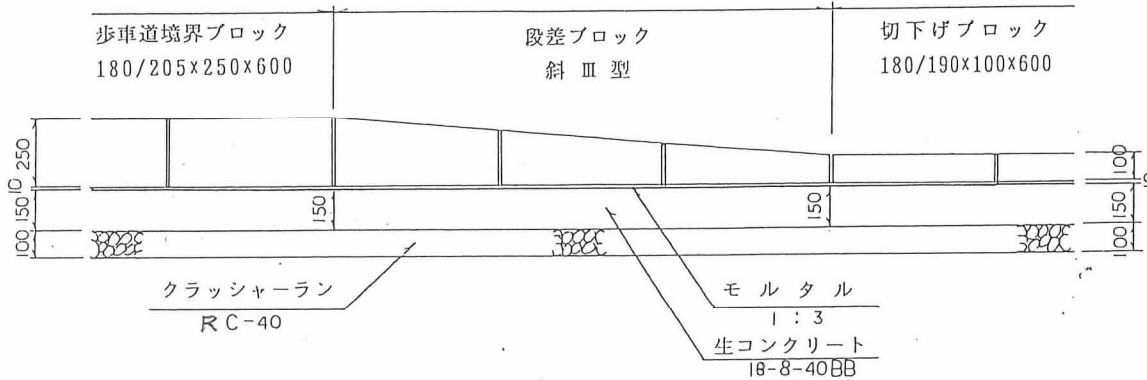 歩車道境界ブロック
180/205x250x600
段差ブロック
斜 Ⅲ 型
切下げブロック
180/190x100x600
250
10
150
100
150
150
100
10
150
100
クラッシャーラン
RC-40
モルタル
1:3
生コンクリート
18-8-40BB